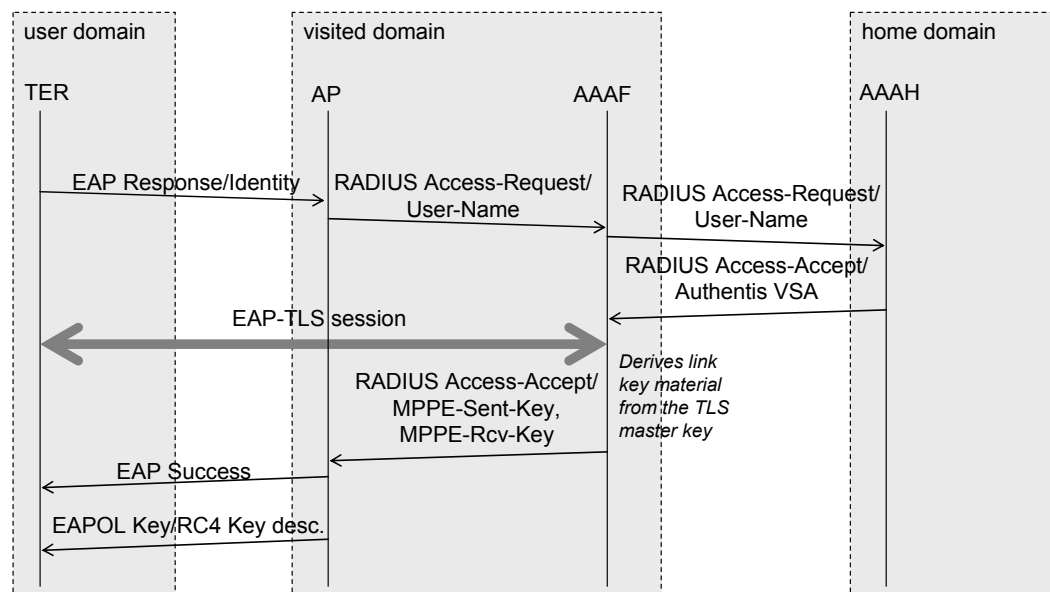 user domain
visited domain
home domain
TER
AP
AAAF
AAAH
EAP Response/Identity
RADIUS Access-Request/
User-Name
RADIUS Access-Request/
User-Name
RADIUS Access-Accept/
Authentis VSA
EAP-TLS session
Derives link
key material
from the TLS
master key
RADIUS Access-Accept/
MPPE-Sent-Key,
MPPE-Rcv-Key
EAP Success
EAPOL Key/RC4 Key desc.